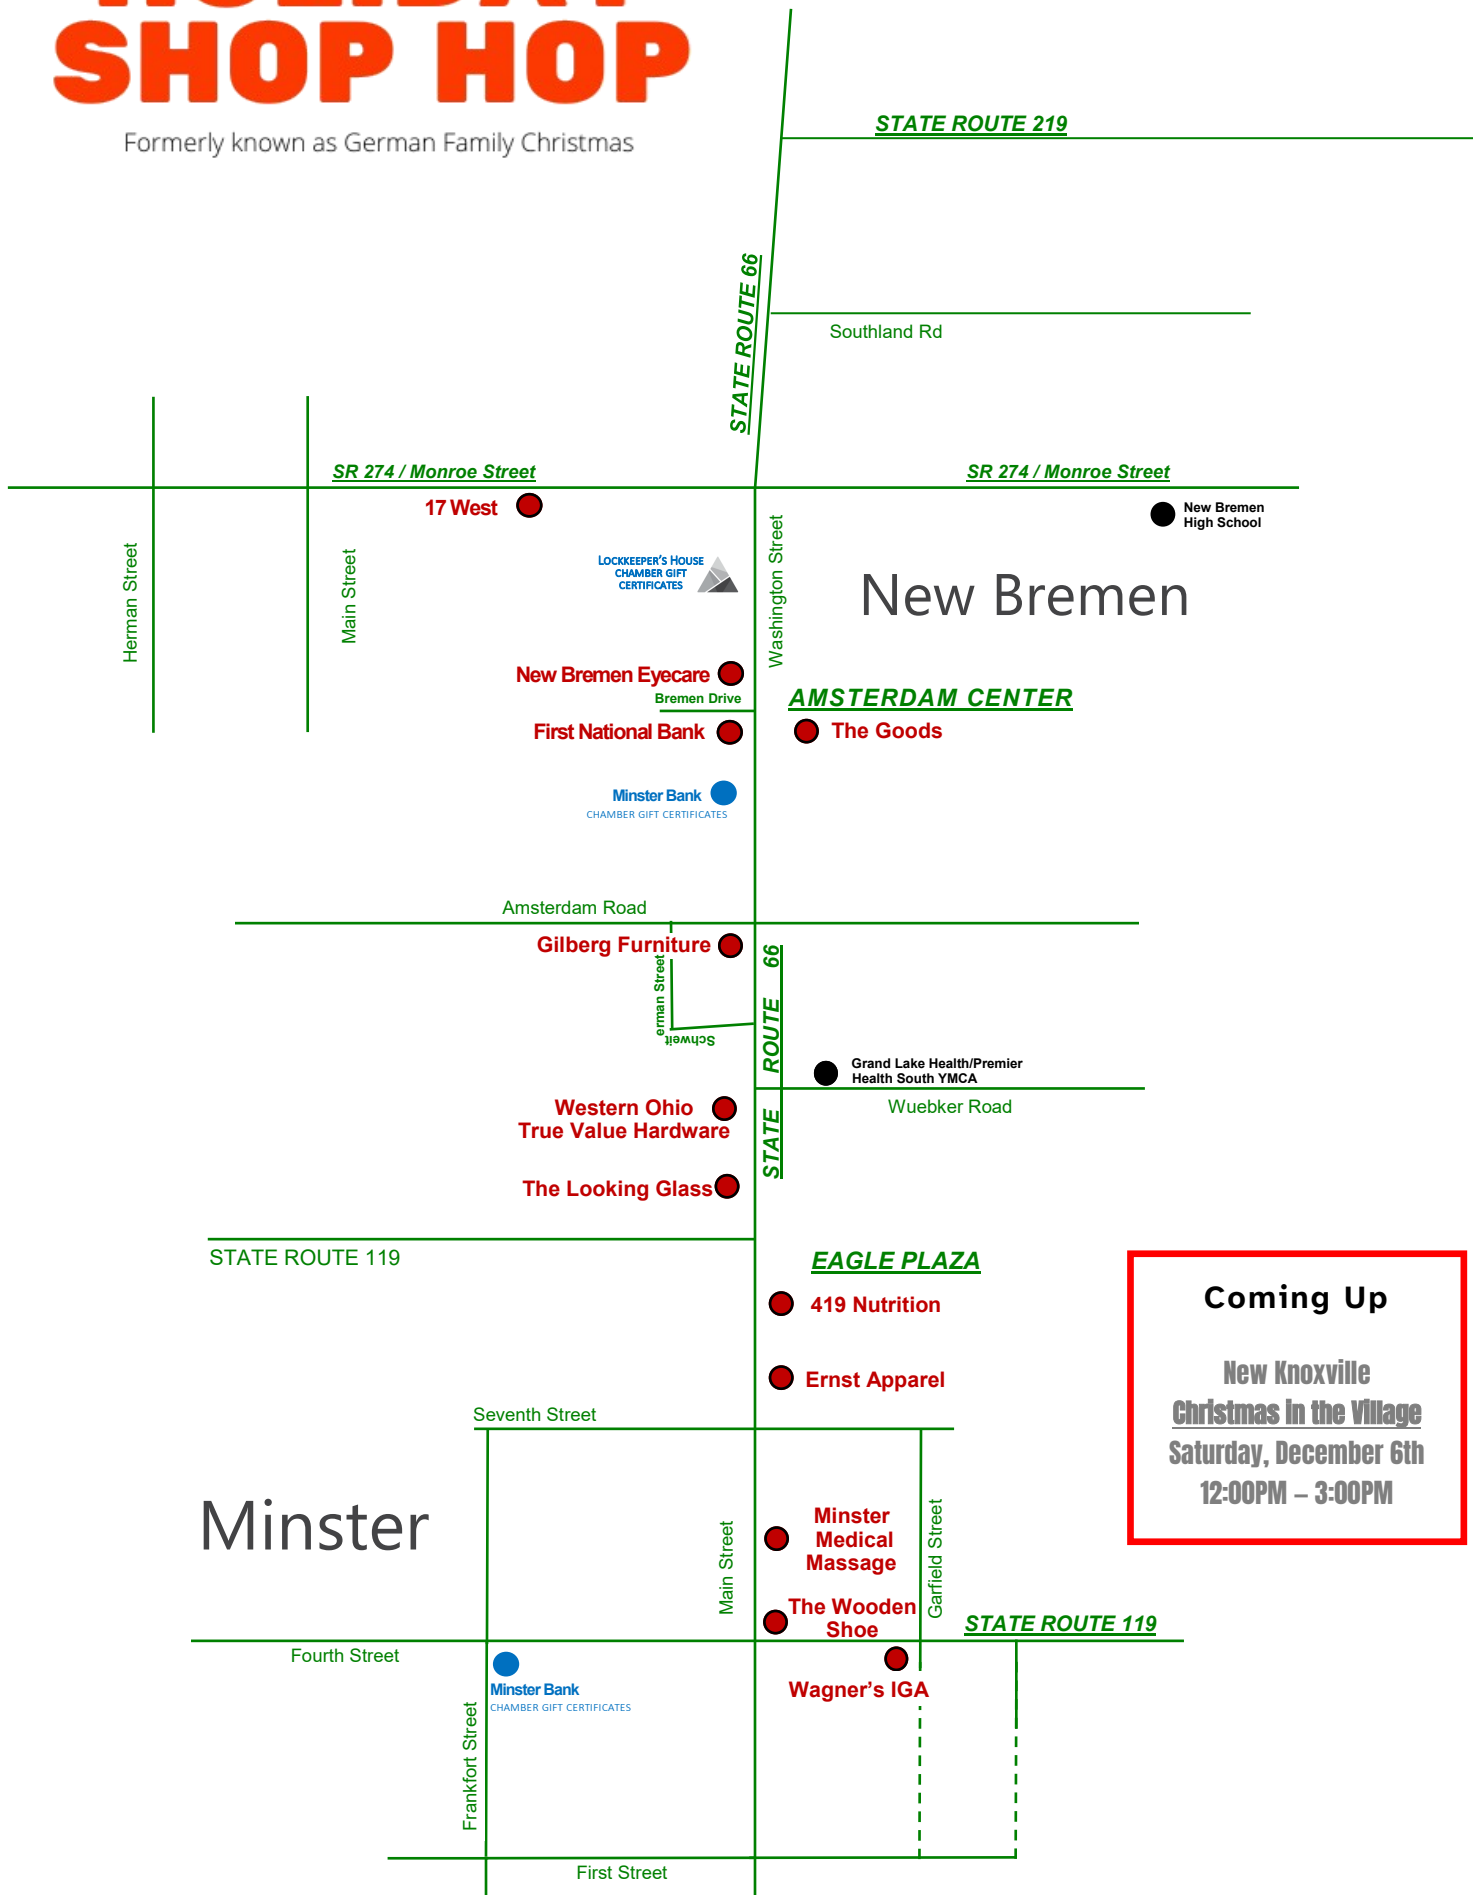 HOLIDAY
SHOP HOP
Formerly known as German Family Christmas
STATE ROUTE 219
STATE ROUTE 66
Southland Rd
SR 274 / Monroe Street
SR 274 / Monroe Street
17 West
New Bremen
High School
Herman Street
Main Street
LOCKKEEPER'S HOUSE
CHAMBER GIFT
CERTIFICATES
Washington Street
New Bremen
New Bremen Eyecare
Bremen Drive
AMSTERDAM CENTER
First National Bank
The Goods
Minster Bank
CHAMBER GIFT CERTIFICATES
Amsterdam Road
Gilberg Furniture
erman Street
Schweit
STATE ROUTE 66
Grand Lake Health/Premier
Health South YMCA
Wuebker Road
Western Ohio
True Value Hardware
The Looking Glass
STATE ROUTE 119
EAGLE PLAZA
419 Nutrition
Ernst Apparel
Coming Up
New Knoxville
Christmas in the Village
Saturday, December 6th
12:00PM – 3:00PM
Seventh Street
Minster
Main Street
Minster
Medical
Massage
Garfield Street
The Wooden
Shoe
STATE ROUTE 119
Fourth Street
Minster Bank
CHAMBER GIFT CERTIFICATES
Wagner's IGA
Frankfort Street
First Street